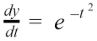 dy/dt = e^{-t^2}